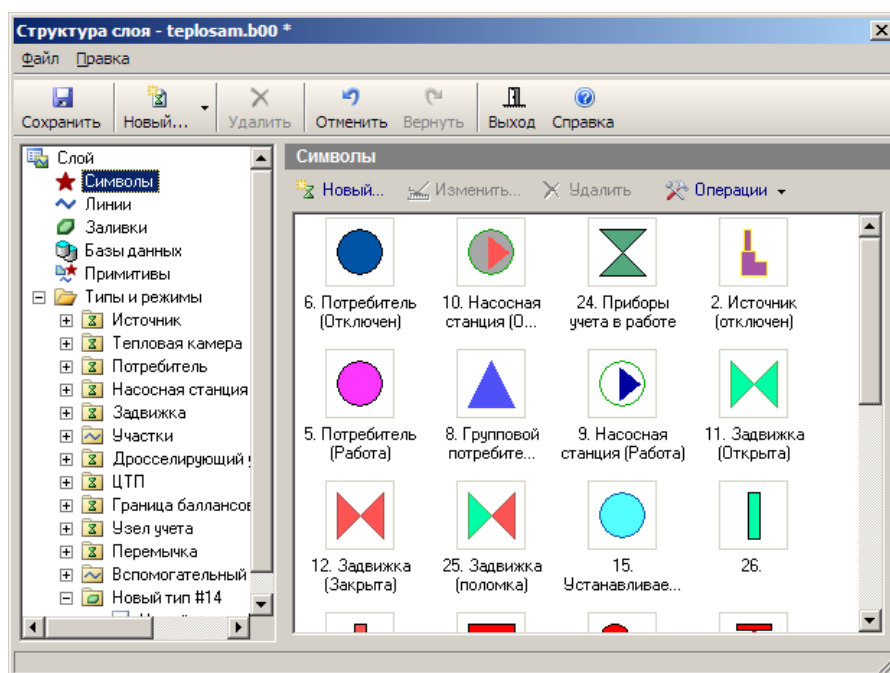 Структура слоя - teplosam.b00 *
Файл Правка
Сохранить Новый... Удалить Отменить Вернуть Выход Справка
Слой
Символы
Линии
Заливки
Базы данных
Примитивы
Типы и режимы
Источник
Тепловая камера
Потребитель
Насосная станция
Задвижка
Участки
Дросселирующий
ЦТП
Граница баллансов
Узел учета
Перемычка
Вспомогательный
Новый тип #14
Символы
Новый... Изменить... Удалить Операции
6. Потребитель 10. Насосная 24. Приборы 2. Источник
(Отключен) станция (О... учета в работе (отключен)
5. Потребитель 8. Групповой 9. Насосная 11. Задвижка
(Работа) потребите... станция (Работа) (Открыта)
12. Задвижка 25. Задвижка 15. 26.
(Закрыта) (поломка) Устанавливае...